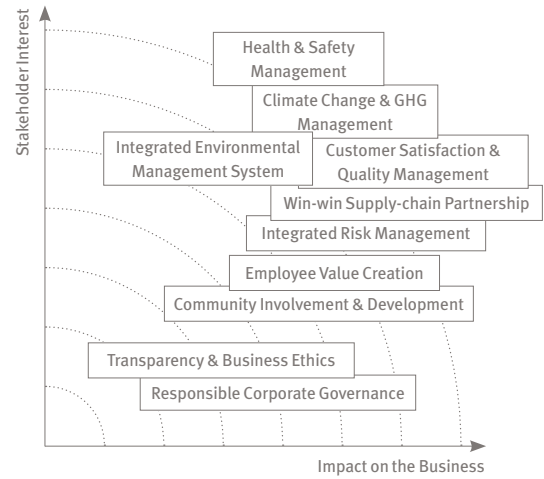 Stakeholder Interest
Health & Safety
Management
Climate Change & GHG
Management
Integrated Environmental
Management System
Customer Satisfaction &
Quality Management
Win-win Supply-chain Partnership
Integrated Risk Management
Employee Value Creation
Community Involvement & Development
Transparency & Business Ethics
Responsible Corporate Governance
Impact on the Business